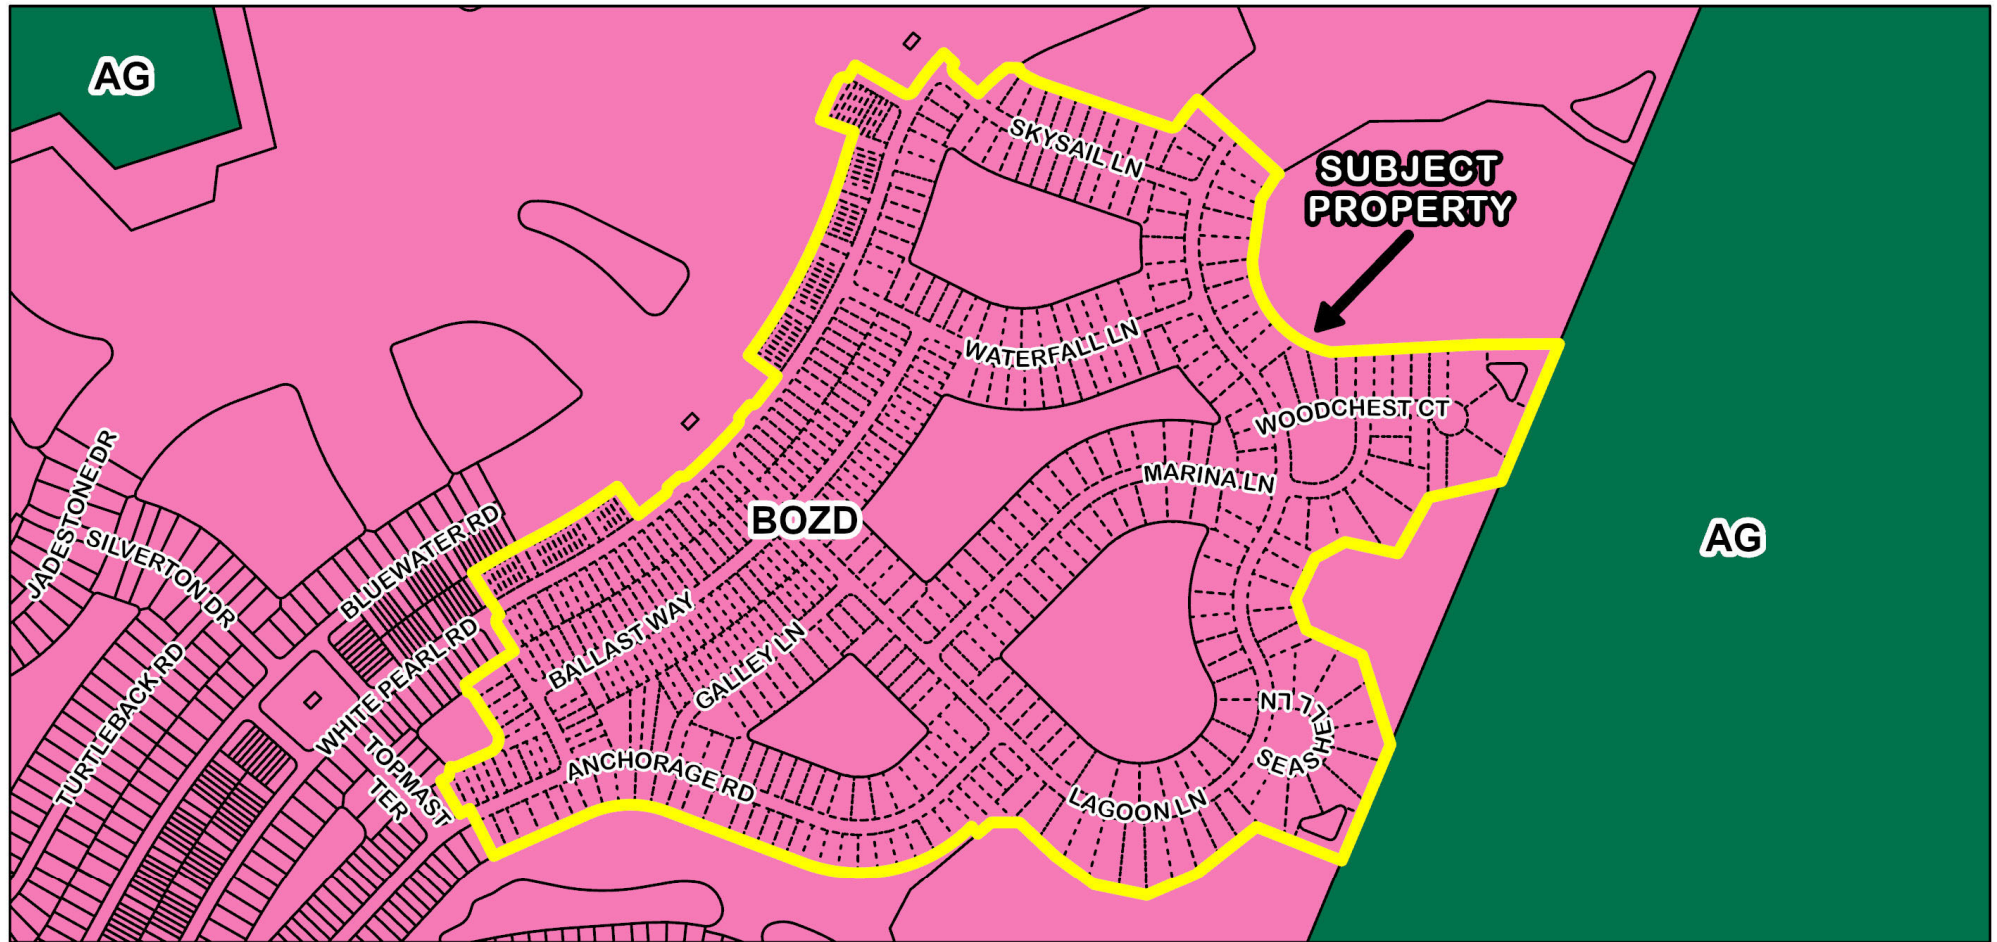 AG
SKYSAIL LN
SUBJECT
PROPERTY
WATERFALL LN
WOODCHEST CT
MARINA LN
JADESTONE DR
SILVERTON DR
BLUEWATER RD
BOZD
AG
BALLAST WAY
GALLEY LN
WHITE PEARL RD
TURTLEBACK RD
TOPMAST
TER
ANCHORAGE RD
SEASHELL LN
LAGOON LN